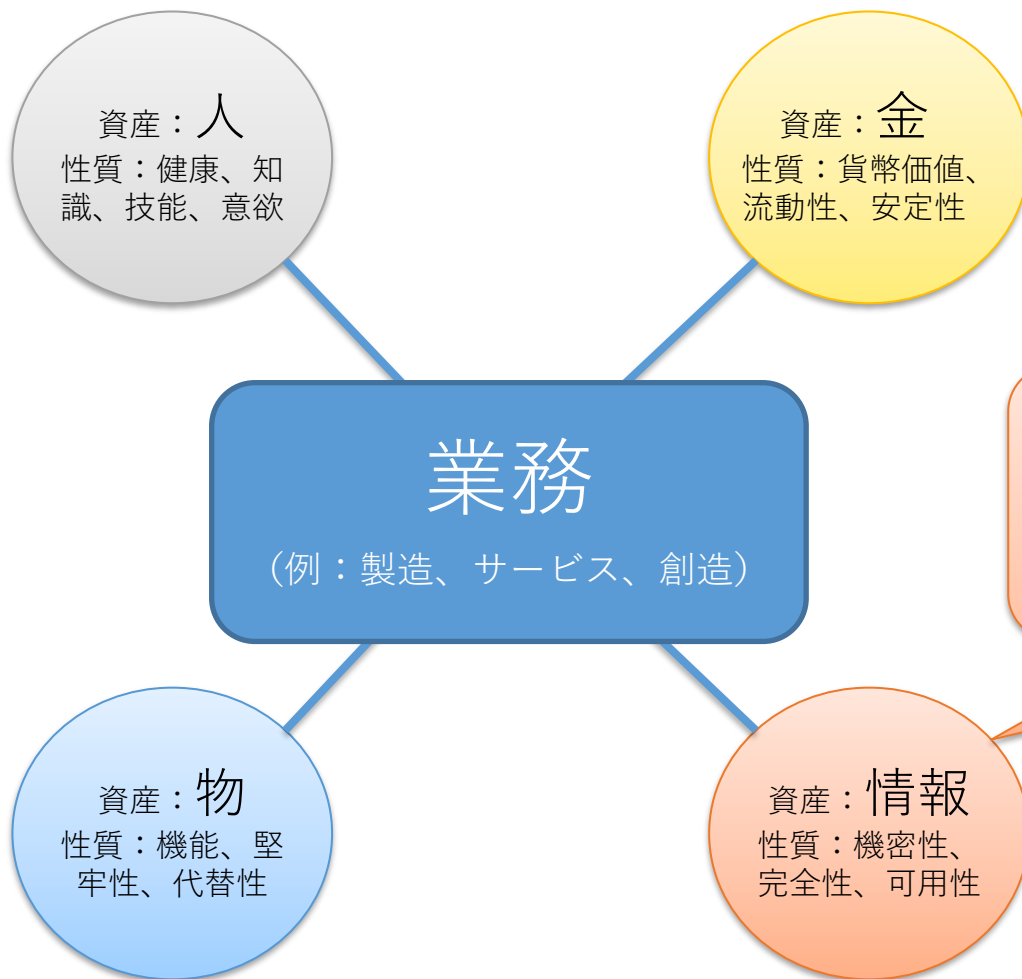 資産：人
性質：健康、知
識、技能、意欲
資産：金
性質：貨幣価値、
流動性、安定性
業務
（例：製造、サービス、創造）
資産：物
性質：機能、堅
牢性、代替性
資産：情報
性質：機密性、
完全性、可用性